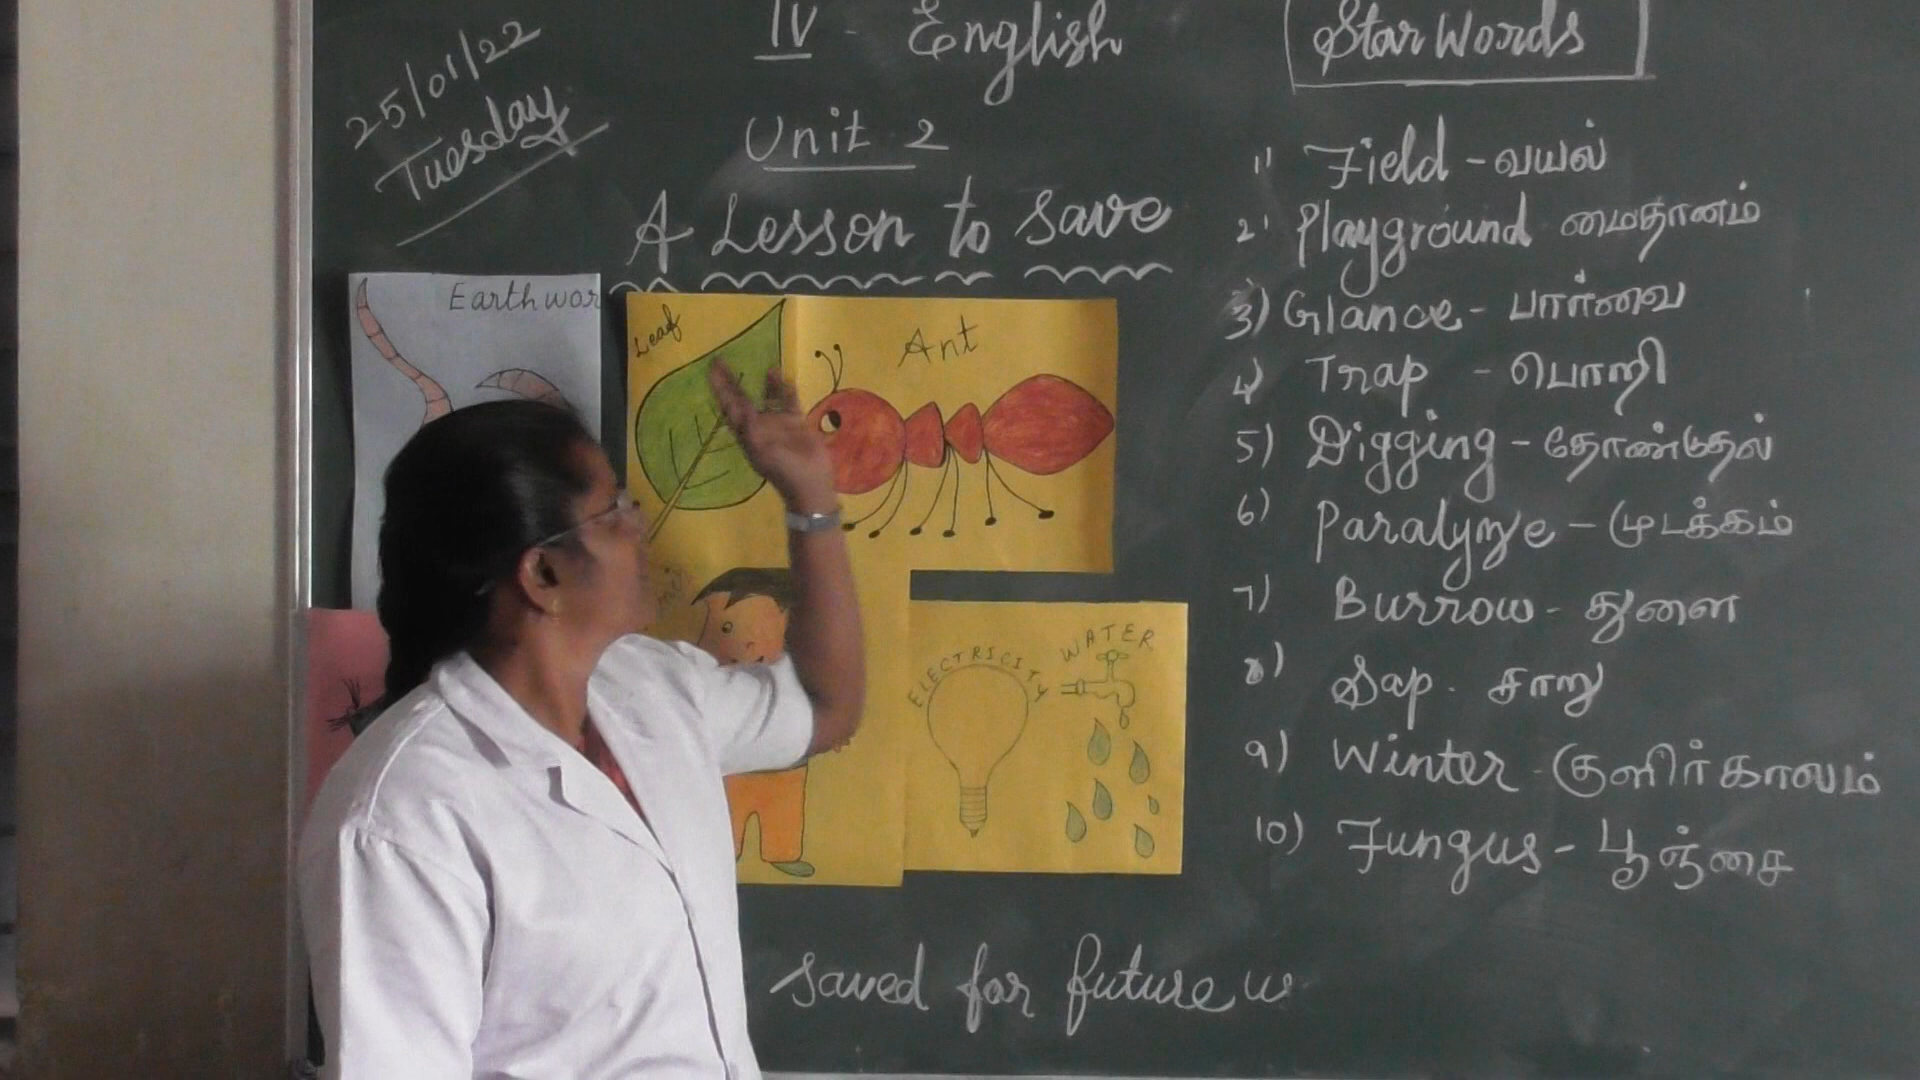 25/01/22
Tuesday
IV - English
Unit 2
A Lesson to save
Earthwor
Leaf
Ant
ELECTRICITY
WATER
saved for future
Star Words
1) Field - வயல்
2) Playground மைதானம்
3) Glance - பார்வை
4) Trap - பொறி
5) Digging - தோண்டுதல்
6) Paralyze - முடக்கம்
7) Burrow - துளை
8) Sap - சாறு
9) Winter - குளிர்காலம்
10) Fungus - பூஞ்சை